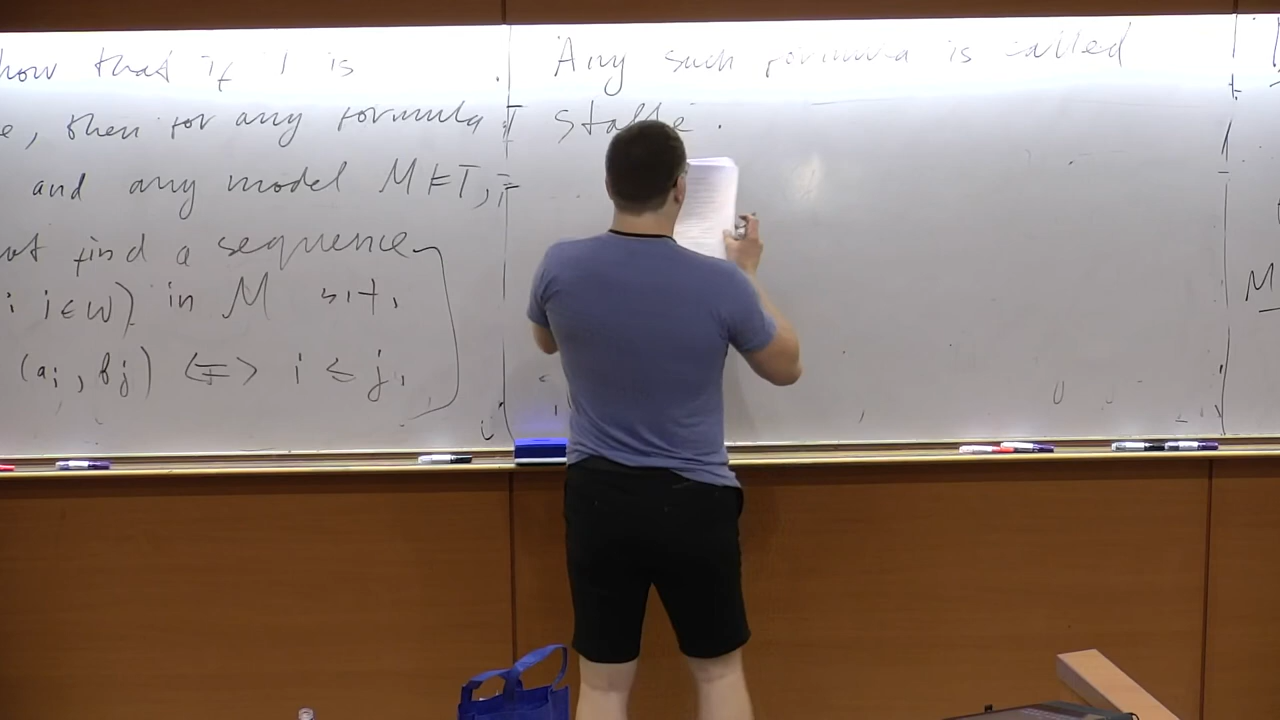 how that if T is
e, then for any formula
and any model M ⊨ T,
not find a sequence
: i ∈ ω) in M s.t.
(a_i, b_j) ⟺ i ≤ j.
Any such formula is called
stable.
M